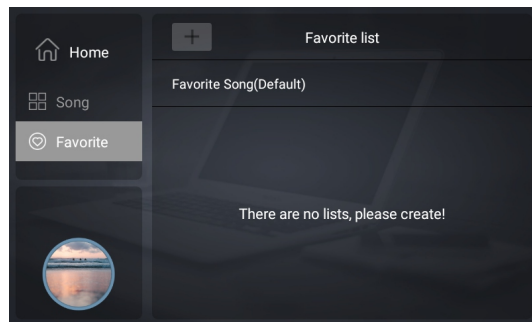 Home
Song
Favorite
Favorite list
Favorite Song(Default)
There are no lists, please create!